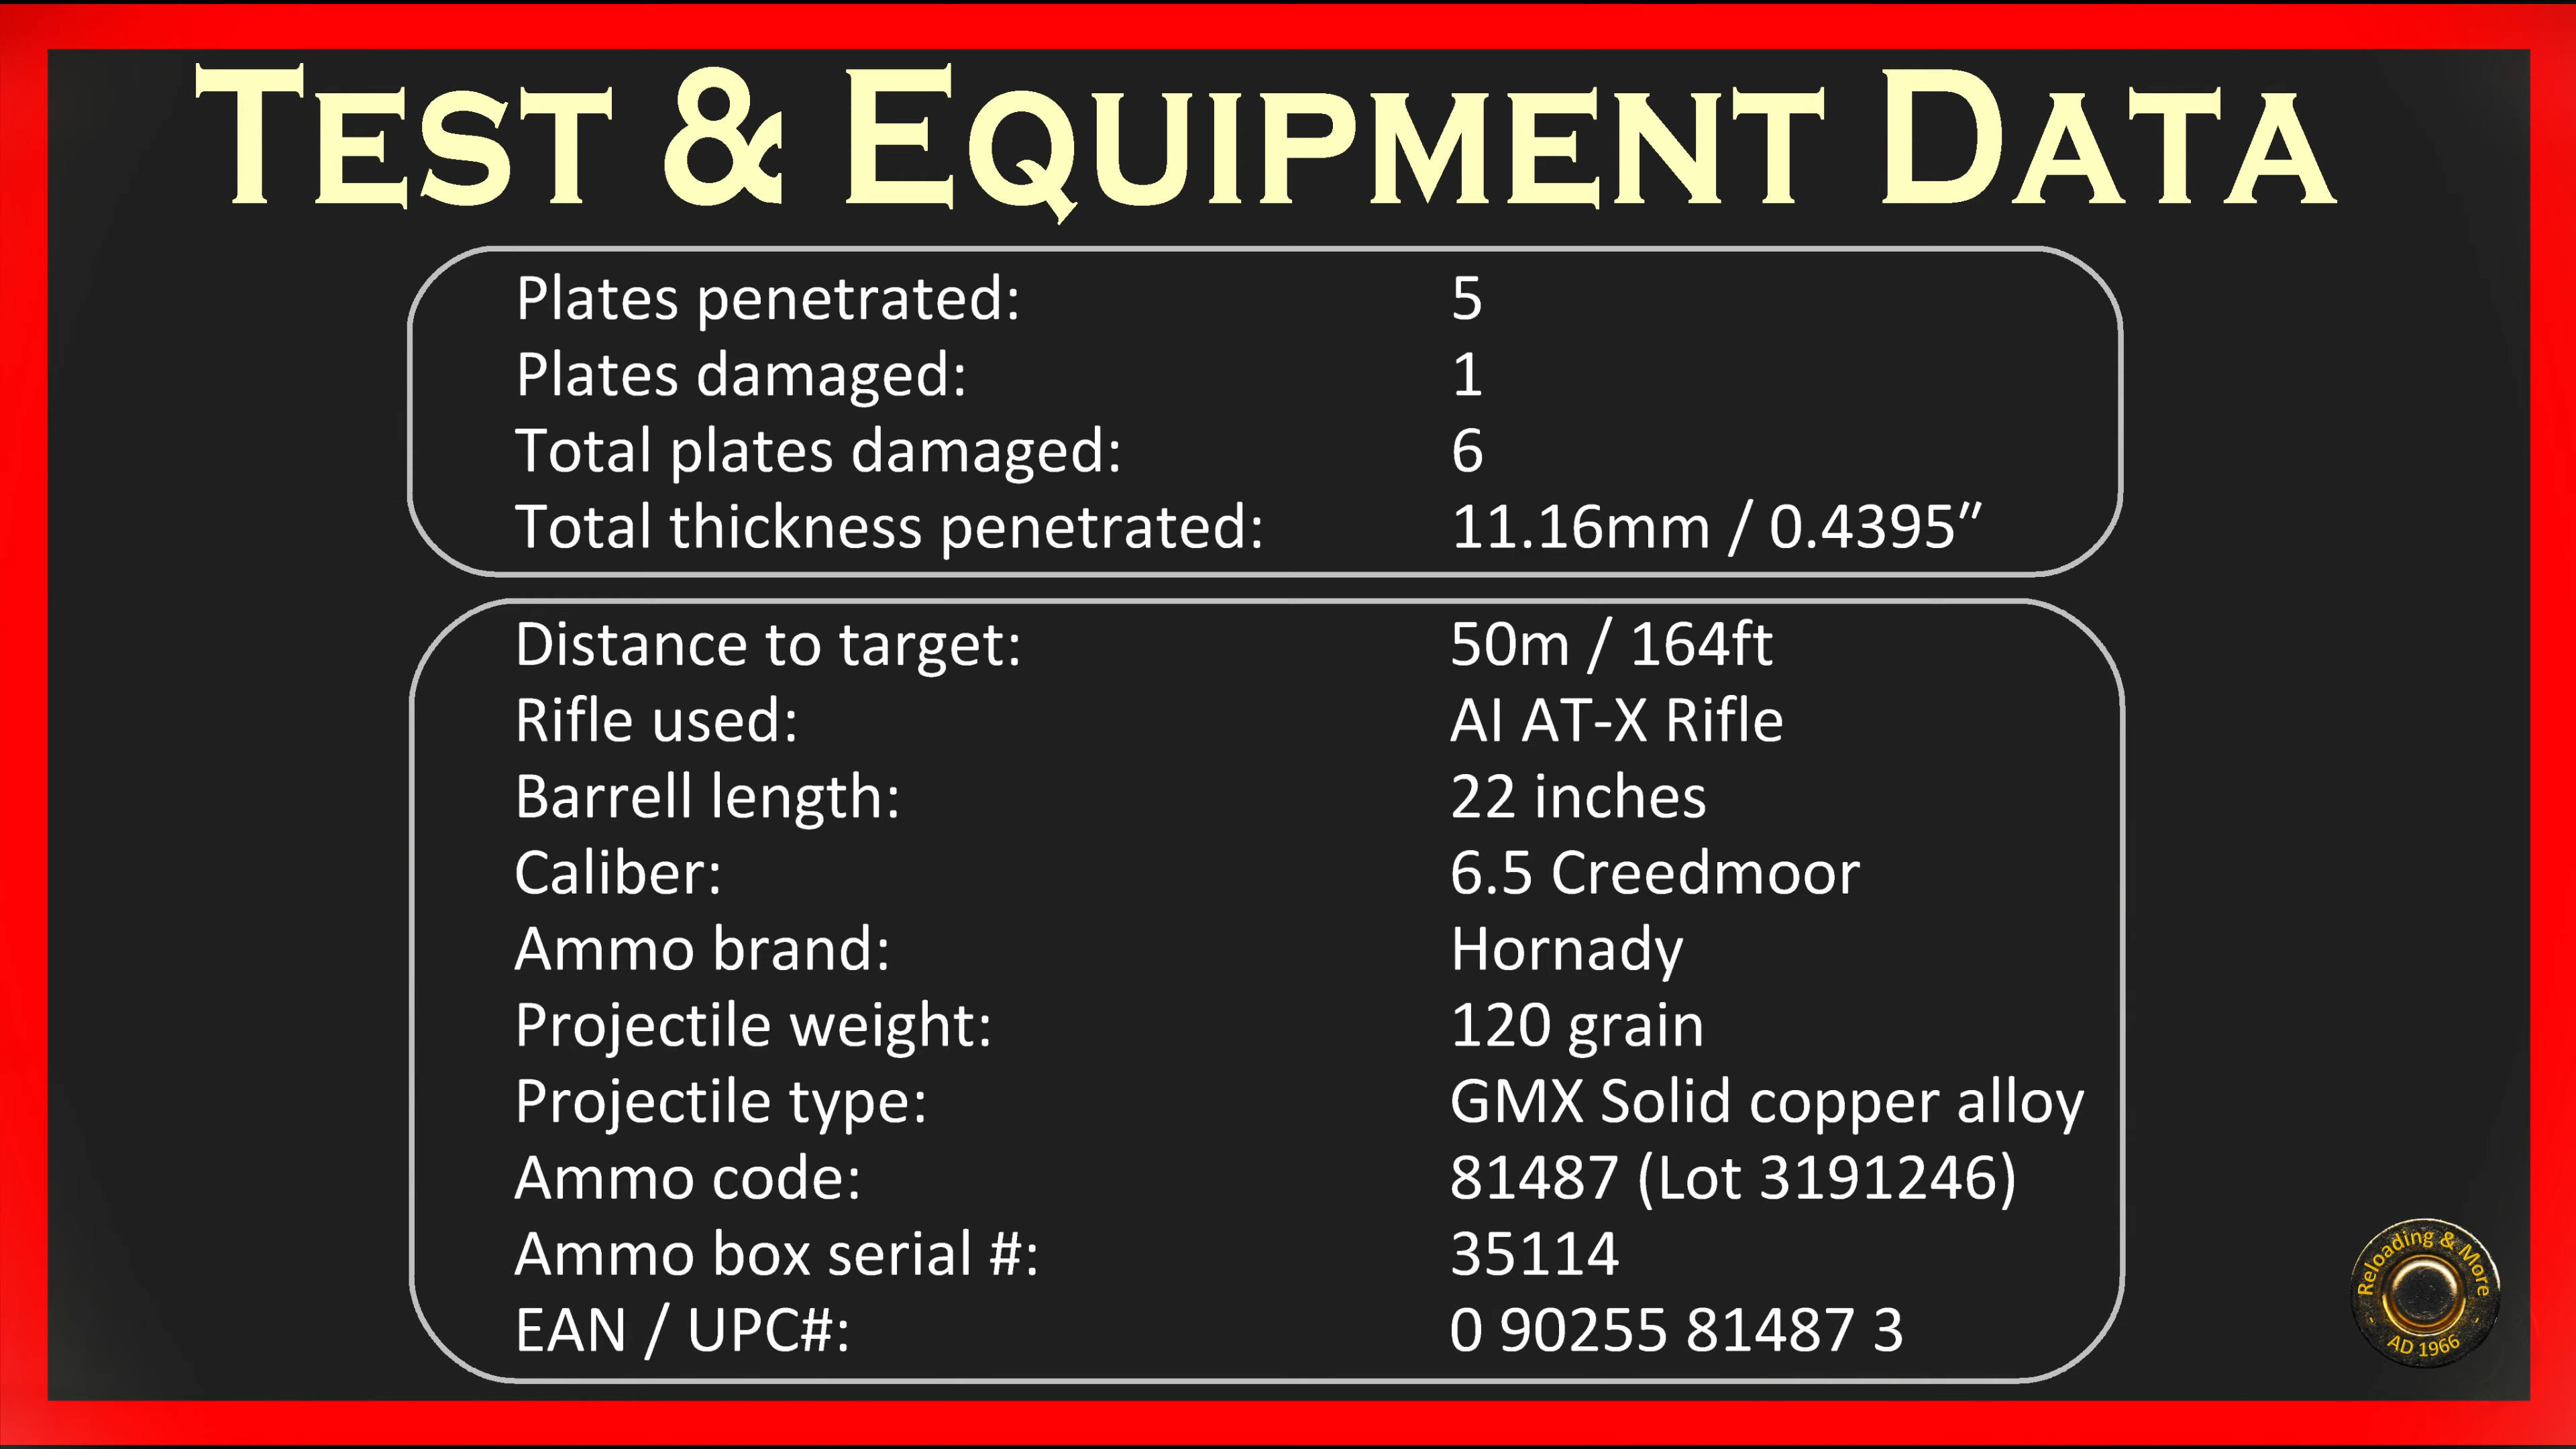 TEST & EQUIPMENT DATA
Plates penetrated: 5
Plates damaged: 1
Total plates damaged: 6
Total thickness penetrated: 11.16mm / 0.4395″
Distance to target: 50m / 164ft
Rifle used: AI AT-X Rifle
Barrell length: 22 inches
Caliber: 6.5 Creedmoor
Ammo brand: Hornady
Projectile weight: 120 grain
Projectile type: GMX Solid copper alloy
Ammo code: 81487 (Lot 3191246)
Ammo box serial #: 35114
EAN / UPC#: 0 90255 81487 3
Reloading & More
- AD 1966 -